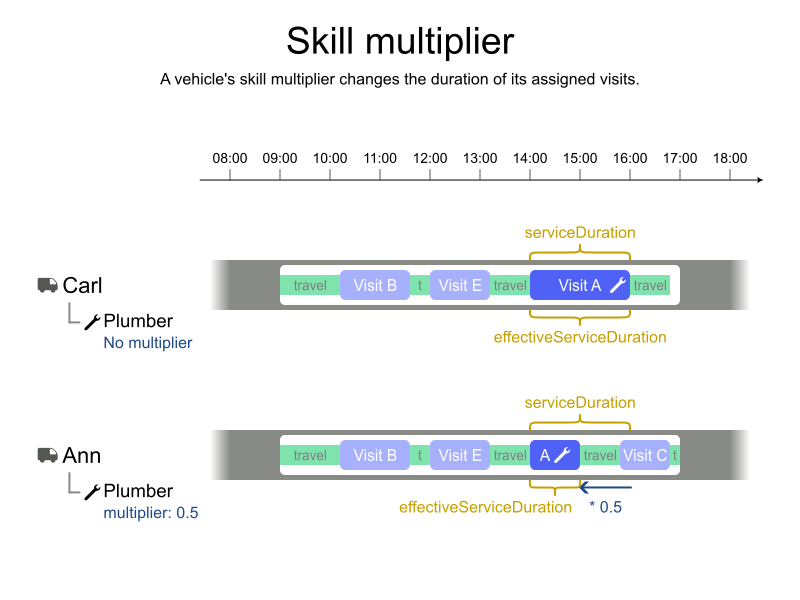 Skill multiplier
A vehicle's skill multiplier changes the duration of its assigned visits.
08:00 09:00 10:00 11:00 12:00 13:00 14:00 15:00 16:00 17:00 18:00
serviceDuration
Carl
travel Visit B t Visit E travel Visit A travel
Plumber
No multiplier
effectiveServiceDuration
serviceDuration
Ann
travel Visit B t Visit E travel A travel Visit C t
Plumber
multiplier: 0.5
effectiveServiceDuration * 0.5